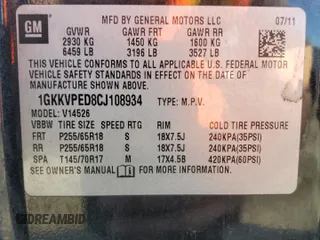 GM
MFD BY GENERAL MOTORS LLC
07/11
GVWR GAWR FRT GAWR RR
2930 KG 1450 KG 1600 KG
6459 LB 3196 LB 3527 LB
THIS VEHICLE CONFORMS TO ALL APPLICABLE U.S. FEDERAL MOTOR
VEHICLE SAFETY STANDARDS IN EFFECT ON THE DATE OF
MANUFACTURE SHOWN ABOVE.
1GKKVPED8CJ108934 TYPE: M.P.V.
MODEL: V14526
VBBW TIRE SIZE SPEED RTG RIM COLD TIRE PRESSURE
FRT P255/65R18 S 18X7.5J 240KPA(35PSI)
RR P255/65R18 S 18X7.5J 240KPA(35PSI)
SPA T145/70R17 M 17X4.5B 420KPA(60PSI)
SEE OWNER'S MANUAL FOR MORE INFORMATION.
DREAMBID